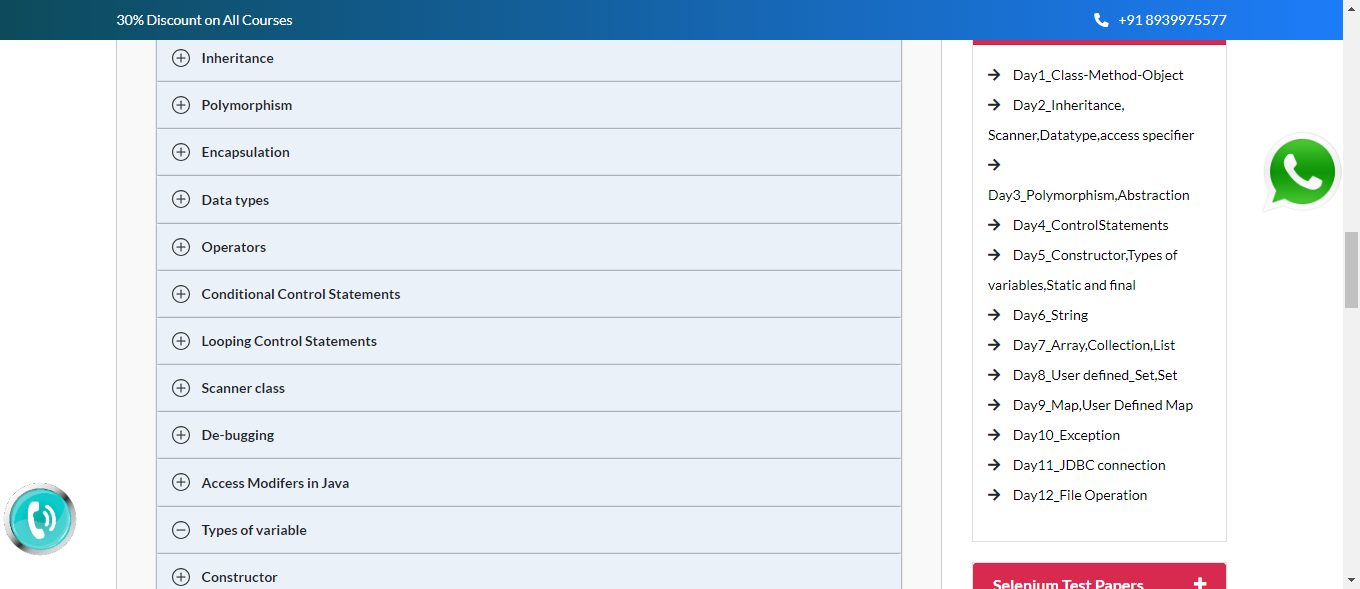 30% Discount on All Courses
+91 8939975577
Inheritance
Polymorphism
Encapsulation
Data types
Operators
Conditional Control Statements
Looping Control Statements
Scanner class
De-bugging
Access Modifers in Java
Types of variable
Constructor
Day1_Class-Method-Object
Day2_Inheritance,
Scanner,Datatype,access specifier
Day3_Polymorphism,Abstraction
Day4_ControlStatements
Day5_Constructor,Types of
variables,Static and final
Day6_String
Day7_Array,Collection,List
Day8_User defined_Set,Set
Day9_Map,User Defined Map
Day10_Exception
Day11_JDBC connection
Day12_File Operation
Selenium Test Papers